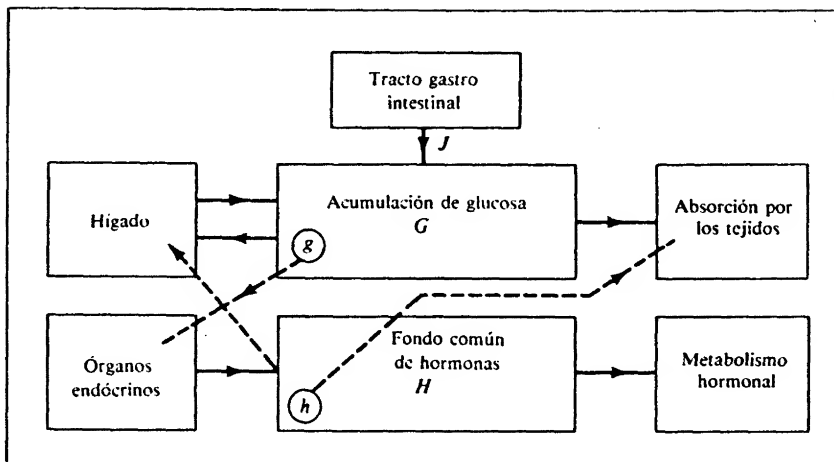 Tracto gastro
intestinal
J
Hígado
Acumulación de glucosa
G
g
Absorción por
los tejidos
Órganos
endócrinos
Fondo común
de hormonas
H
h
Metabolismo
hormonal